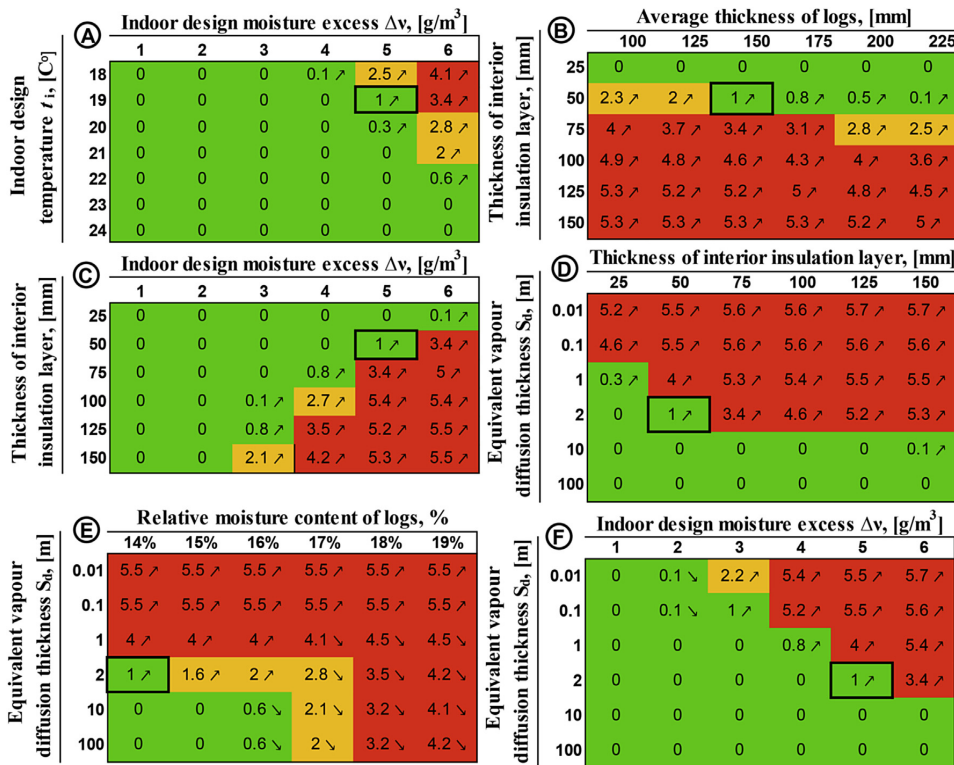 A Indoor design moisture excess Δν, [g/m³]
1 2 3 4 5 6
Indoor design temperature t i, [C⁰]
18 0 0 0 0.1 ↗ 2.5 ↗ 4.1 ↗
19 0 0 0 0 1 ↗ 3.4 ↗
20 0 0 0 0 0.3 ↗ 2.8 ↗
21 0 0 0 0 0 2 ↗
22 0 0 0 0 0 0.6 ↗
23 0 0 0 0 0 0
24 0 0 0 0 0 0
B Average thickness of logs, [mm]
100 125 150 175 200 225
Thickness of interior insulation layer, [mm]
25 0 0 0 0 0 0
50 2.3 ↗ 2 ↗ 1 ↗ 0.8 ↗ 0.5 ↗ 0.1 ↗
75 4 ↗ 3.7 ↗ 3.4 ↗ 3.1 ↗ 2.8 ↗ 2.5 ↗
100 4.9 ↗ 4.8 ↗ 4.6 ↗ 4.3 ↗ 4 ↗ 3.6 ↗
125 5.3 ↗ 5.2 ↗ 5.2 ↗ 5 ↗ 4.8 ↗ 4.5 ↗
150 5.3 ↗ 5.3 ↗ 5.3 ↗ 5.3 ↗ 5.2 ↗ 5 ↗
C Indoor design moisture excess Δν, [g/m³]
1 2 3 4 5 6
Thickness of interior insulation layer, [mm]
25 0 0 0 0 0 0.1 ↗
50 0 0 0 0 1 ↗ 3.4 ↗
75 0 0 0 0.8 ↗ 3.4 ↗ 5 ↗
100 0 0 0.1 ↗ 2.7 ↗ 5.4 ↗ 5.4 ↗
125 0 0 0.8 ↗ 3.5 ↗ 5.2 ↗ 5.5 ↗
150 0 0 2.1 ↗ 4.2 ↗ 5.3 ↗ 5.5 ↗
D Thickness of interior insulation layer, [mm]
25 50 75 100 125 150
Equivalent vapour diffusion thickness Sd, [m]
0.01 5.2 ↗ 5.5 ↗ 5.6 ↗ 5.6 ↗ 5.7 ↗ 5.7 ↗
0.1 4.6 ↗ 5.5 ↗ 5.6 ↗ 5.6 ↗ 5.6 ↗ 5.6 ↗
1 0.3 ↗ 4 ↗ 5.3 ↗ 5.4 ↗ 5.5 ↗ 5.5 ↗
2 0 1 ↗ 3.4 ↗ 4.6 ↗ 5.2 ↗ 5.3 ↗
10 0 0 0 0 0 0.1 ↗
100 0 0 0 0 0 0
E Relative moisture content of logs, %
14% 15% 16% 17% 18% 19%
Equivalent vapour diffusion thickness Sd, [m]
0.01 5.5 ↗ 5.5 ↗ 5.5 ↗ 5.5 ↗ 5.5 ↗ 5.5 ↗
0.1 5.5 ↗ 5.5 ↗ 5.5 ↗ 5.5 ↗ 5.5 ↗ 5.5 ↗
1 4 ↗ 4 ↗ 4 ↗ 4.1 ↘ 4.5 ↘ 4.5 ↘
2 1 ↗ 1.6 ↗ 2 ↗ 2.8 ↘ 3.5 ↘ 4.2 ↘
10 0 0 0.6 ↘ 2.1 ↘ 3.2 ↘ 4.1 ↘
100 0 0 0.6 ↘ 2 ↘ 3.2 ↘ 4.2 ↘
F Indoor design moisture excess Δν, [g/m³]
1 2 3 4 5 6
Equivalent vapour diffusion thickness Sd, [m]
0.01 0 0.1 ↘ 2.2 ↗ 5.4 ↗ 5.5 ↗ 5.7 ↗
0.1 0 0.1 ↘ 1 ↗ 5.2 ↗ 5.5 ↗ 5.6 ↗
1 0 0 0 0.8 ↗ 4 ↗ 5.4 ↗
2 0 0 0 0 1 ↗ 3.4 ↗
10 0 0 0 0 0 0
100 0 0 0 0 0 0